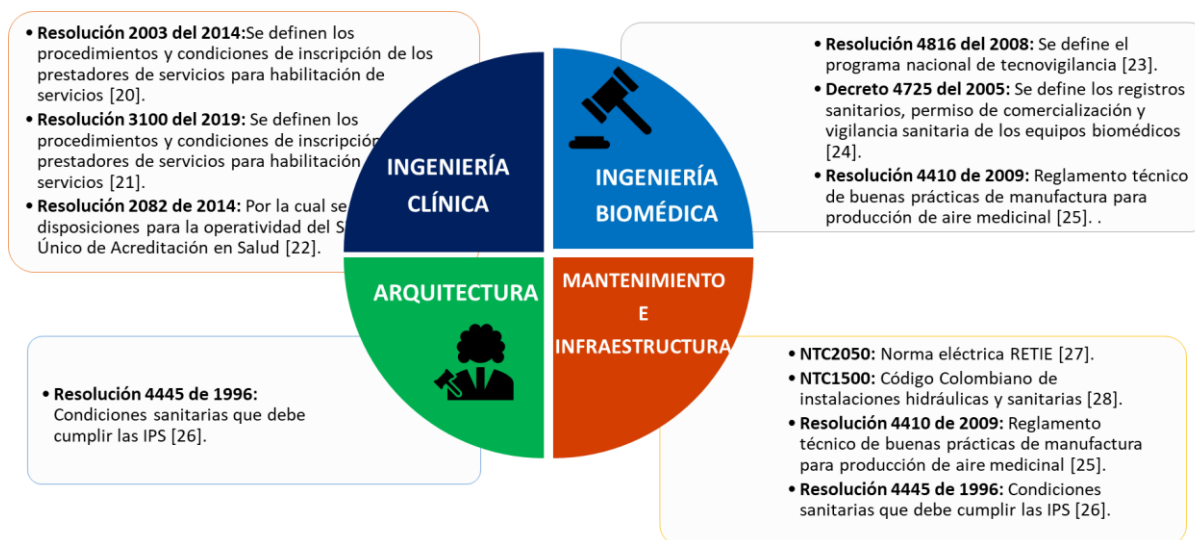 • Resolución 2003 del 2014:Se definen los
procedimientos y condiciones de inscripción de los
prestadores de servicios para habilitación de
servicios [20].
• Resolución 3100 del 2019: Se definen los
procedimientos y condiciones de inscripción
prestadores de servicios para habilitación
servicios [21].
• Resolución 2082 de 2014: Por la cual se
disposiciones para la operatividad del S
Único de Acreditación en Salud [22].
INGENIERÍA
CLÍNICA
INGENIERÍA
BIOMÉDICA
• Resolución 4816 del 2008: Se define el
programa nacional de tecnovigilancia [23].
• Decreto 4725 del 2005: Se define los registros
sanitarios, permiso de comercialización y
vigilancia sanitaria de los equipos biomédicos
[24].
• Resolución 4410 de 2009: Reglamento técnico
de buenas prácticas de manufactura para
producción de aire medicinal [25]. .
ARQUITECTURA
MANTENIMIENTO
E
INFRAESTRUCTURA
• Resolución 4445 de 1996:
Condiciones sanitarias que debe
cumplir las IPS [26].
• NTC2050: Norma eléctrica RETIE [27].
• NTC1500: Código Colombiano de
instalaciones hidráulicas y sanitarias [28].
• Resolución 4410 de 2009: Reglamento
técnico de buenas prácticas de manufactura
para producción de aire medicinal [25].
• Resolución 4445 de 1996: Condiciones
sanitarias que debe cumplir las IPS [26].